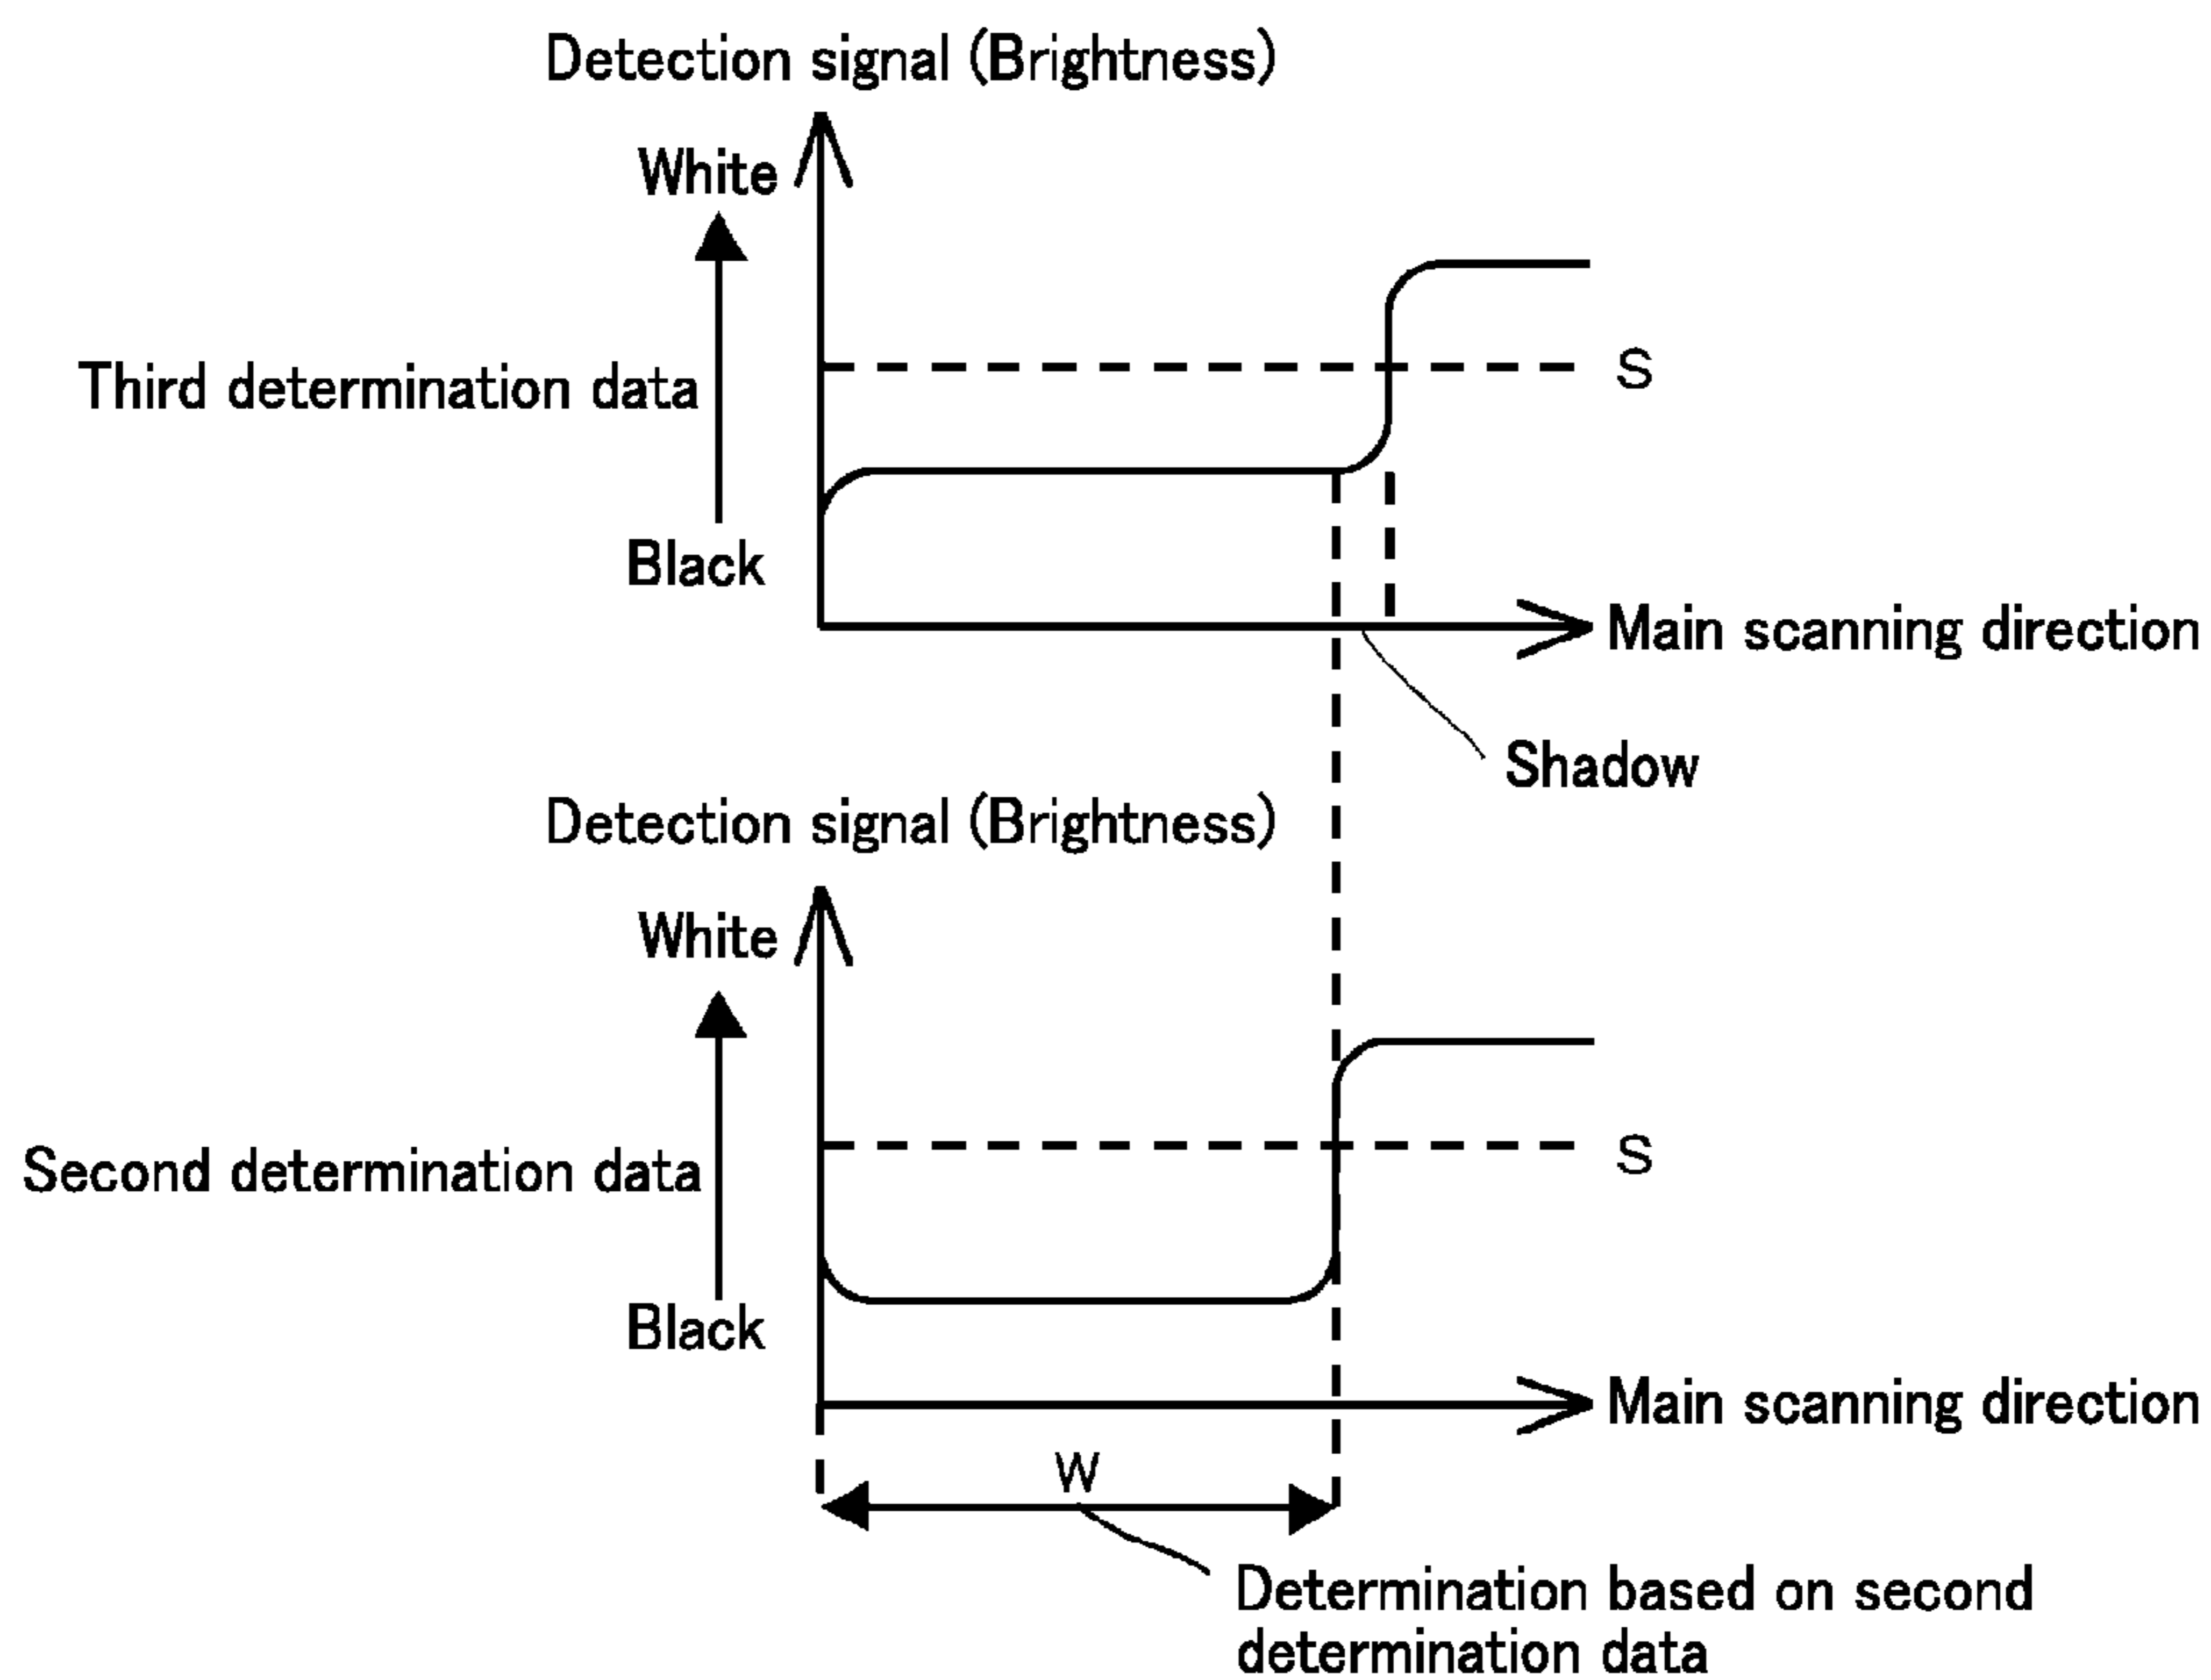 Detection signal (Brightness)
White
Third determination data
S
Black
Main scanning direction
Shadow
Detection signal (Brightness)
White
Second determination data
S
Black
Main scanning direction
W
Determination based on second
determination data